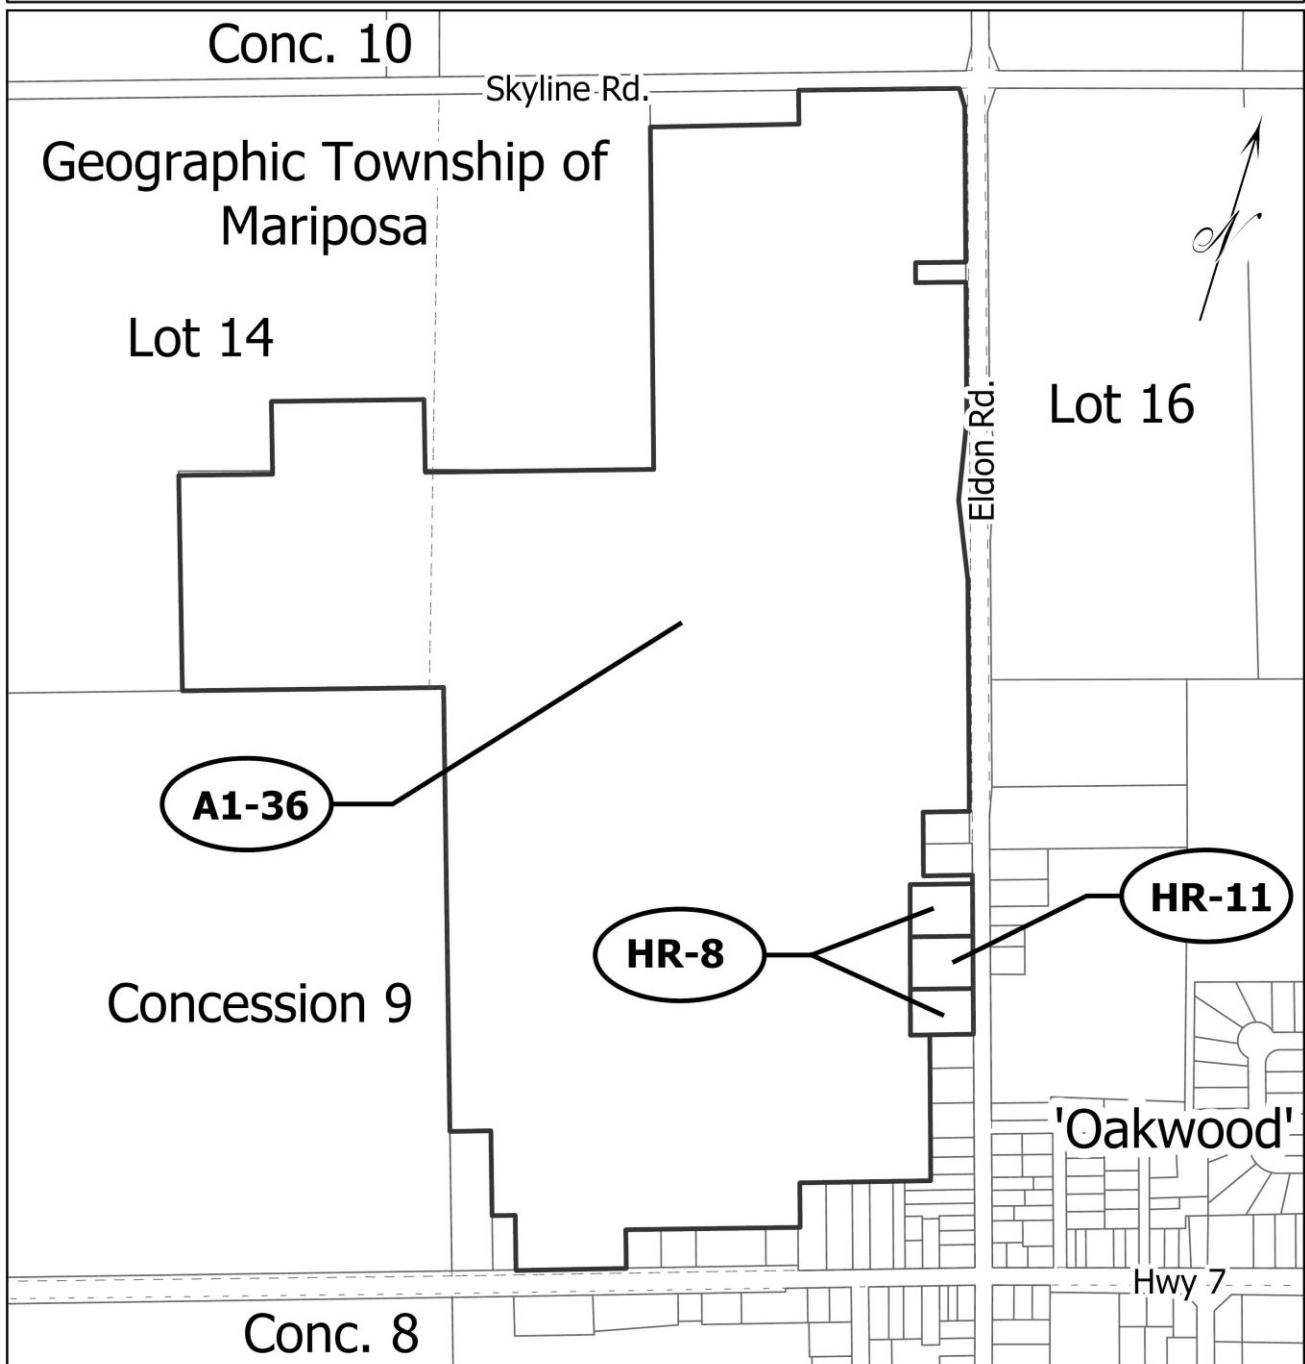 Conc. 10
Skyline Rd.
Geographic Township of
Mariposa
N
Lot 14
Eldon Rd.
Lot 16
A1-36
HR-11
HR-8
Concession 9
'Oakwood'
Hwy 7
Conc. 8